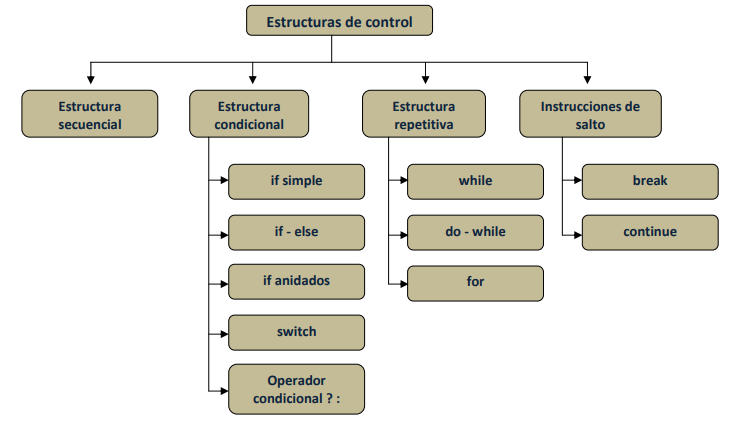 Estructuras de control
Estructura
secuencial
Estructura
condicional
Estructura
repetitiva
Instrucciones de
salto
if simple
if - else
if anidados
switch
Operador
condicional ? :
while
do - while
for
break
continue